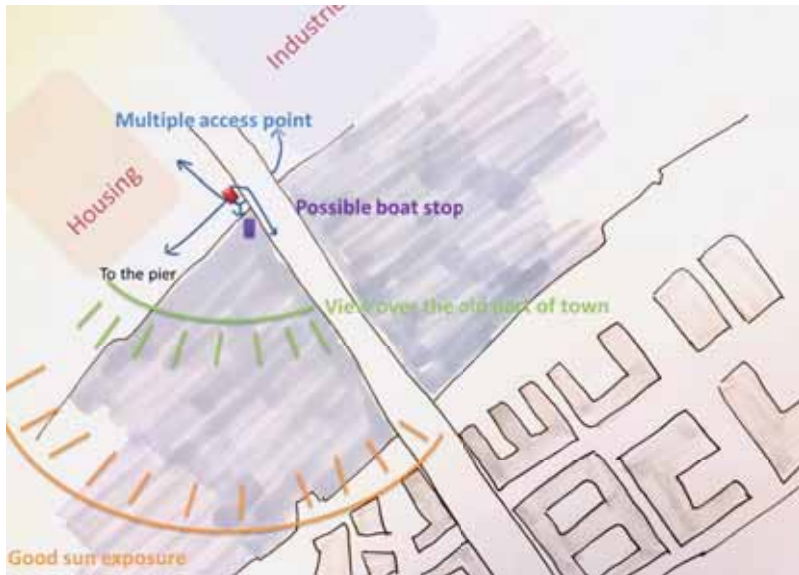 Industrie
Multiple access point
Housing
Possible boat stop
To the pier
View over the old part of town
Good sun exposure